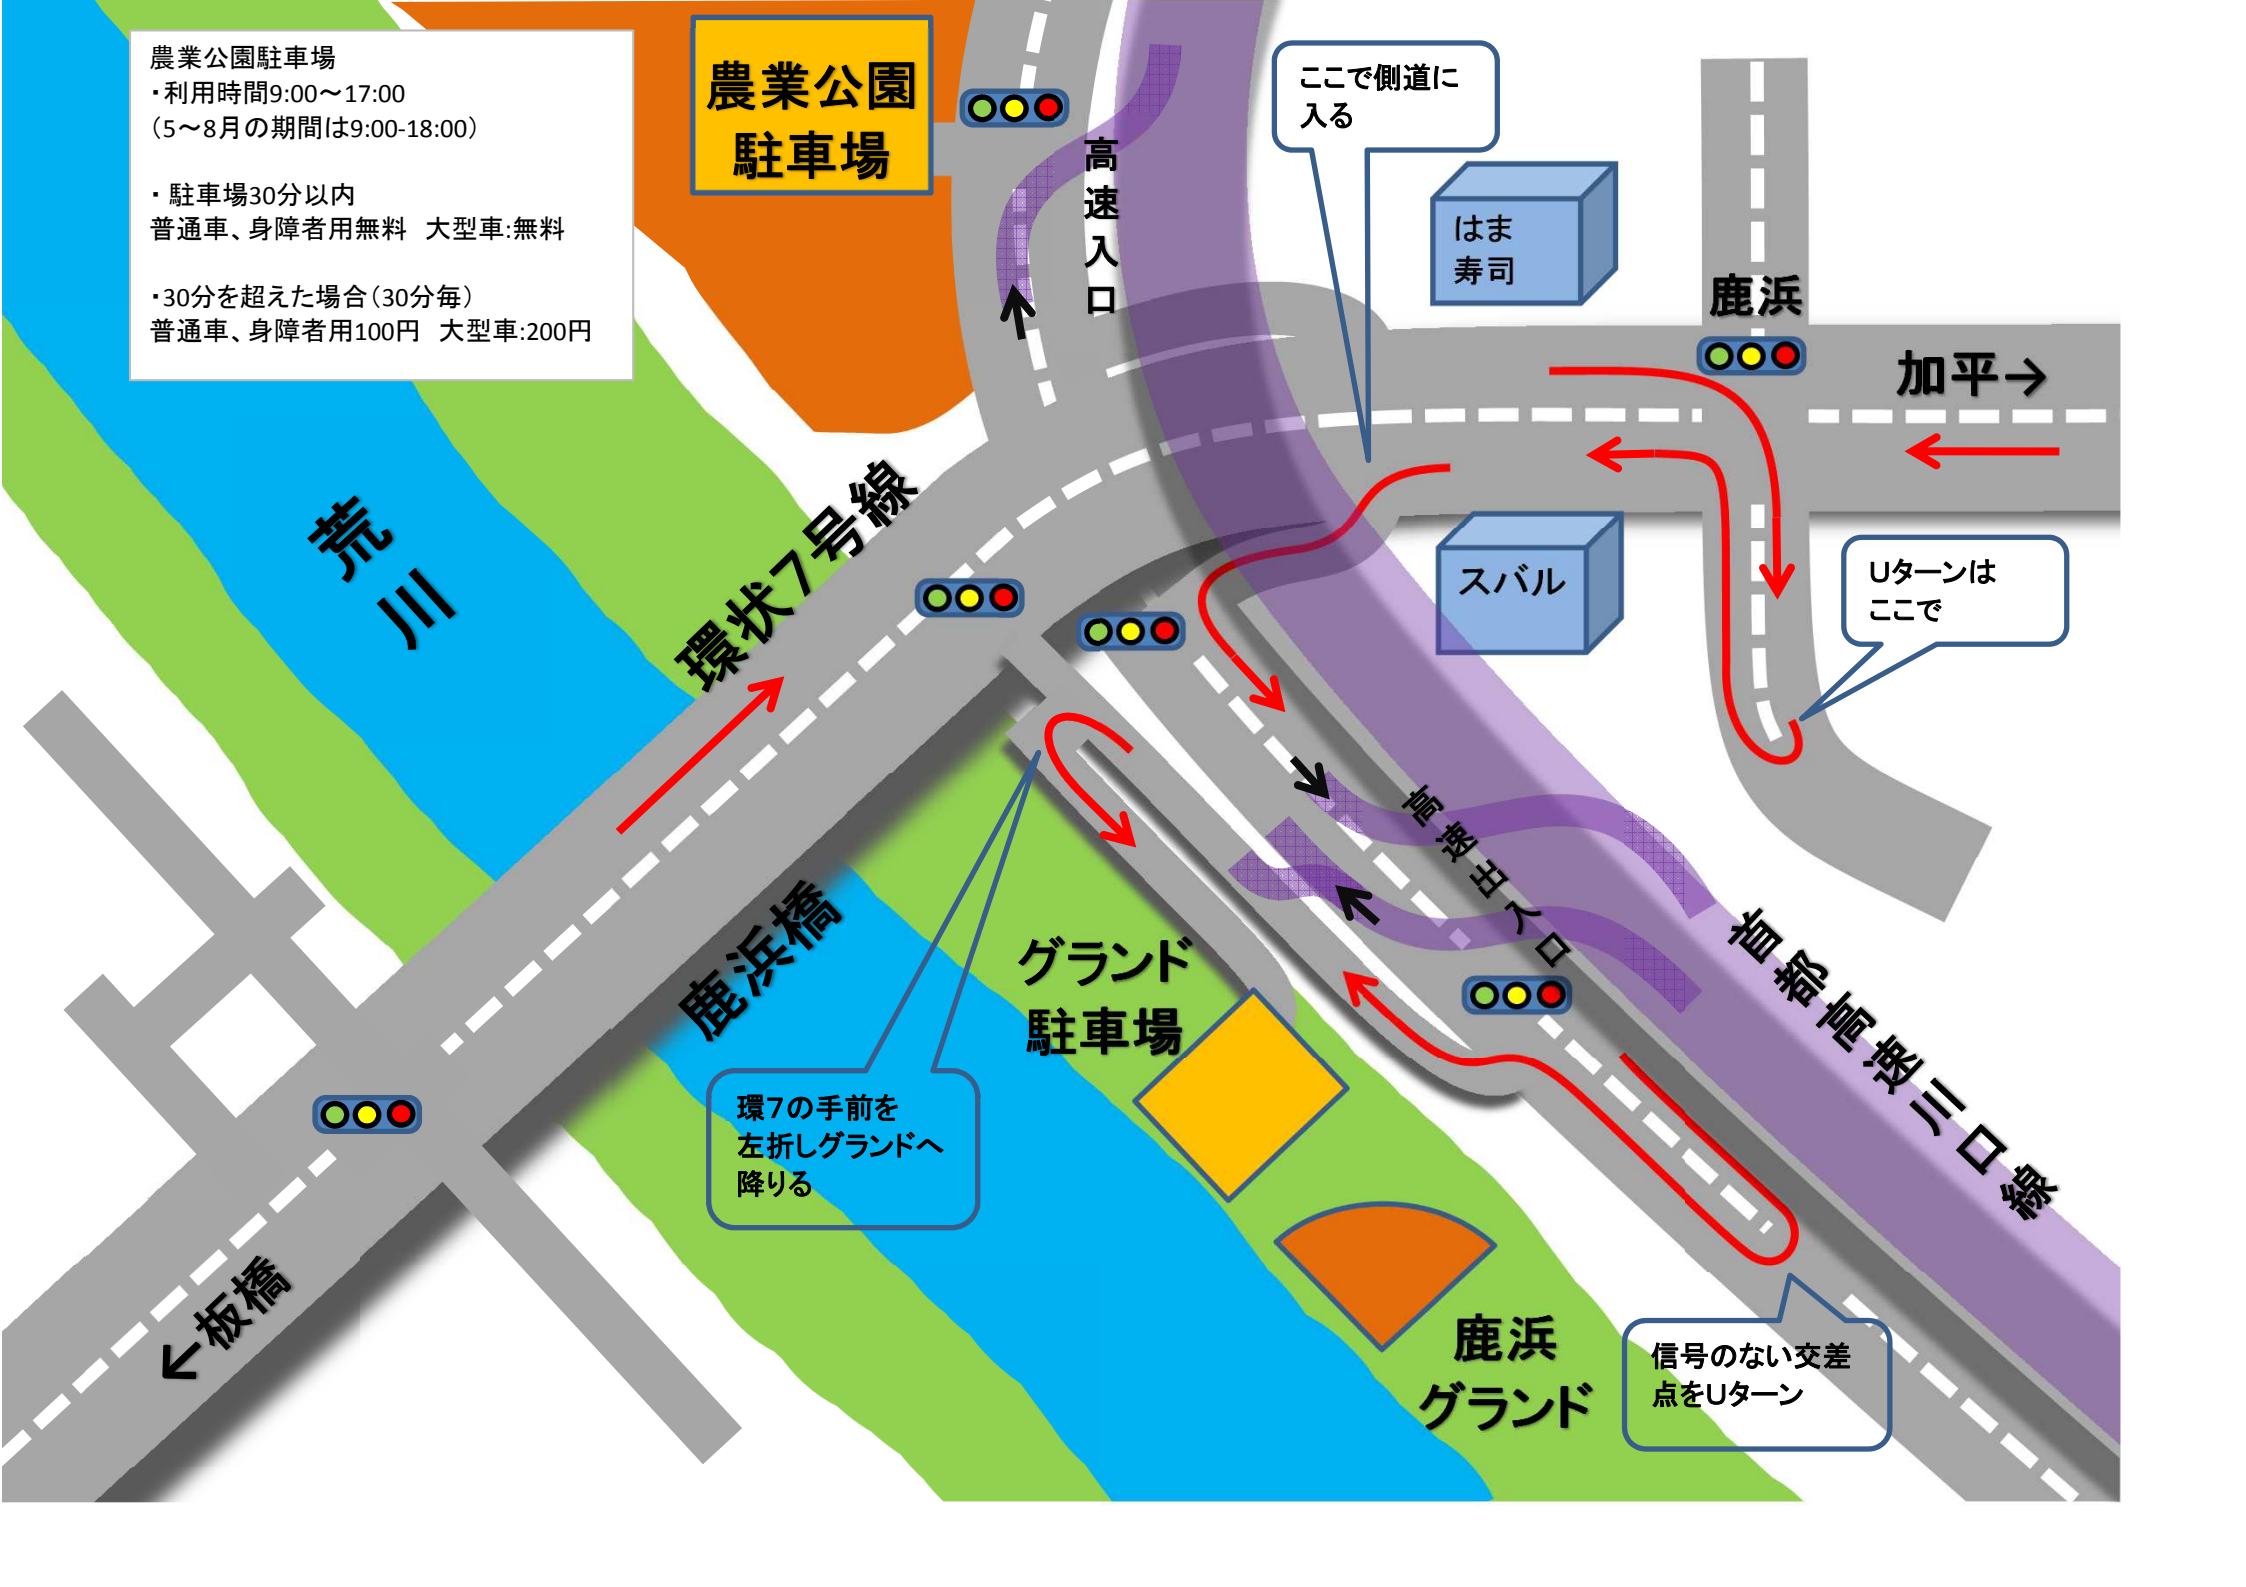 農業公園駐車場
・利用時間9:00～17:00
（5～8月の期間は9:00-18:00）
・駐車場30分以内
普通車、身障者用無料　大型車:無料
・30分を超えた場合（30分毎）
普通車、身障者用100円　大型車:200円
農業公園
駐車場
高速入口
ここで側道に
入る
はま
寿司
鹿浜
加平→
荒川
環状7号線
スバル
Uターンは
ここで
高速出入口
首都高速川口線
鹿浜橋
グランド
駐車場
環7の手前を
左折しグランドへ
降りる
←板橋
鹿浜
グランド
信号のない交差
点をUターン